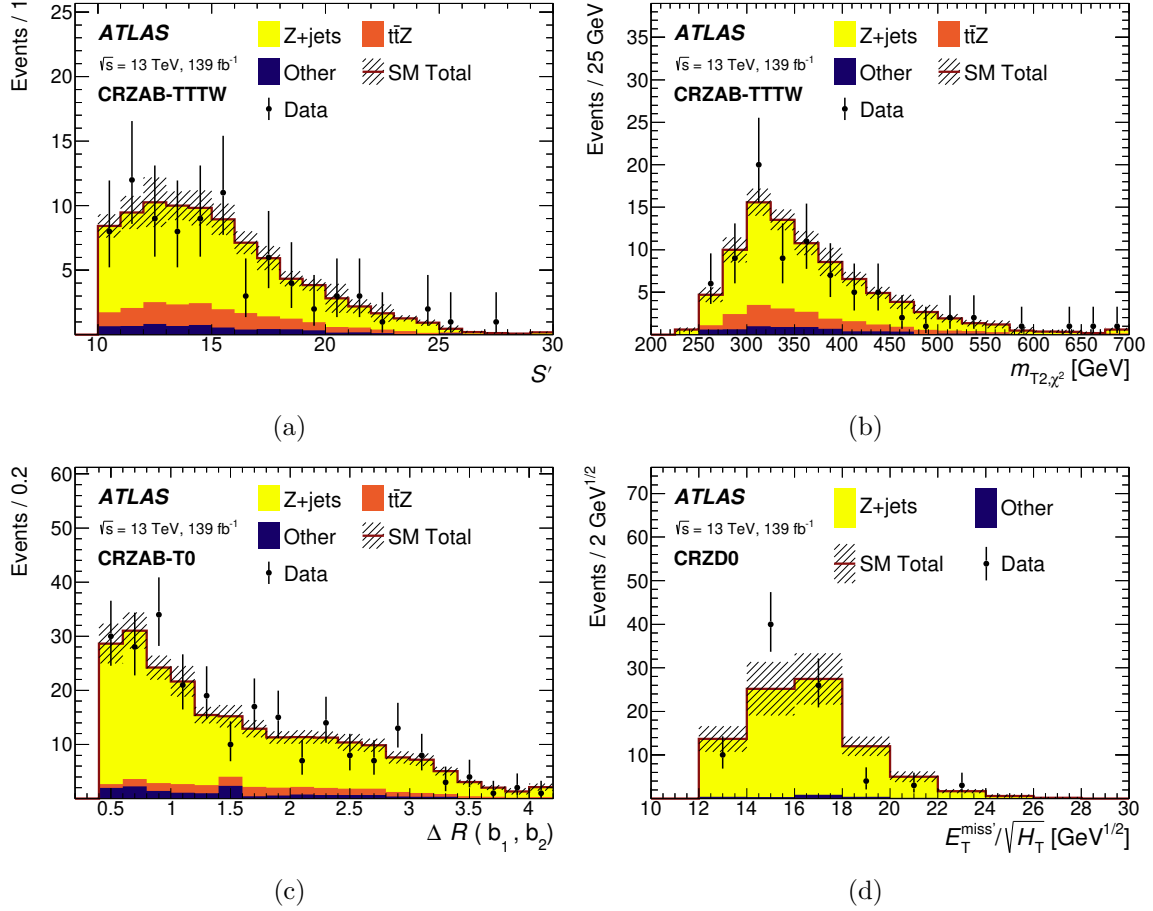 Events / 1
25
20
15
10
5
ATLAS
√s = 13 TeV, 139 fb⁻¹
CRZAB-TTTW
Z+jets
tt̄Z
Other
SM Total
Data
10 15 20 25 30
S′
(a)
Events / 25 GeV
35
30
25
20
15
10
5
ATLAS
√s = 13 TeV, 139 fb⁻¹
CRZAB-TTTW
Z+jets
tt̄Z
Other
SM Total
Data
200 250 300 350 400 450 500 550 600 650 700
m_T2,χ² [GeV]
(b)
Events / 0.2
60
50
40
30
20
10
ATLAS
√s = 13 TeV, 139 fb⁻¹
CRZAB-T0
Z+jets
tt̄Z
Other
SM Total
Data
0.5 1 1.5 2 2.5 3 3.5 4
Δ R ( b₁ , b₂ )
(c)
Events / 2 GeV^1/2
70
60
50
40
30
20
10
ATLAS
√s = 13 TeV, 139 fb⁻¹
CRZD0
Z+jets
Other
SM Total
Data
10 12 14 16 18 20 22 24 26 28 30
E_T^miss′/√H_T [GeV^1/2]
(d)